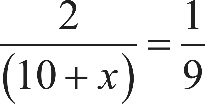 2/(10 + x) = 1/9